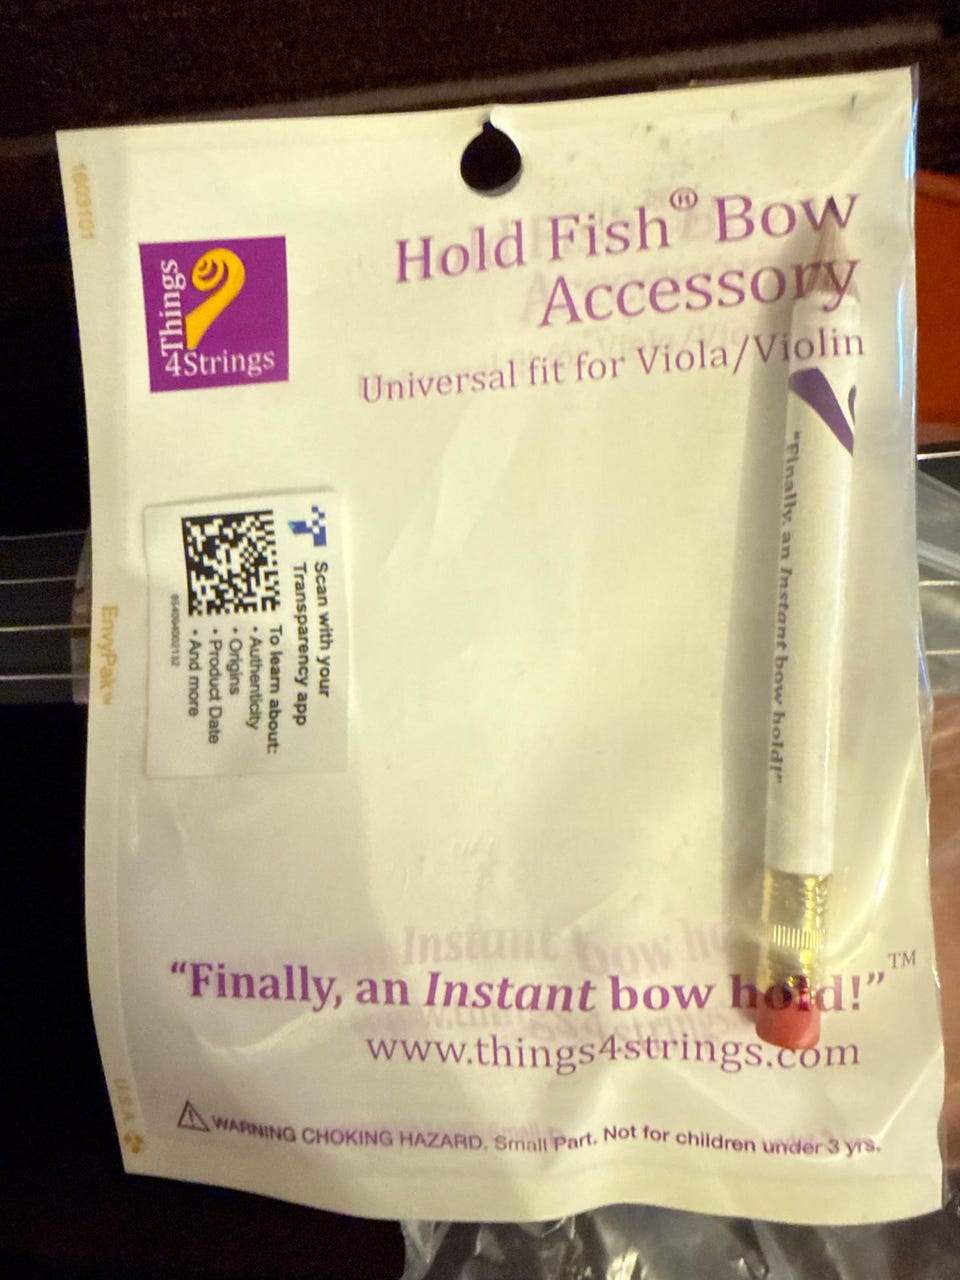 16031601
Things
4Strings
Hold Fish® Bow
Accessory
Universal fit for Viola/Violin
Scan with your
Transparency app
To learn about:
• Authenticity
• Origins
• Product Date
• And more
EnvyPak™
"Finally, an Instant bow hold!"
"Finally, an Instant bow hold!"™
www.things4strings.com
U.S.A.
⚠ WARNING CHOKING HAZARD. Small Part. Not for children under 3 yrs.